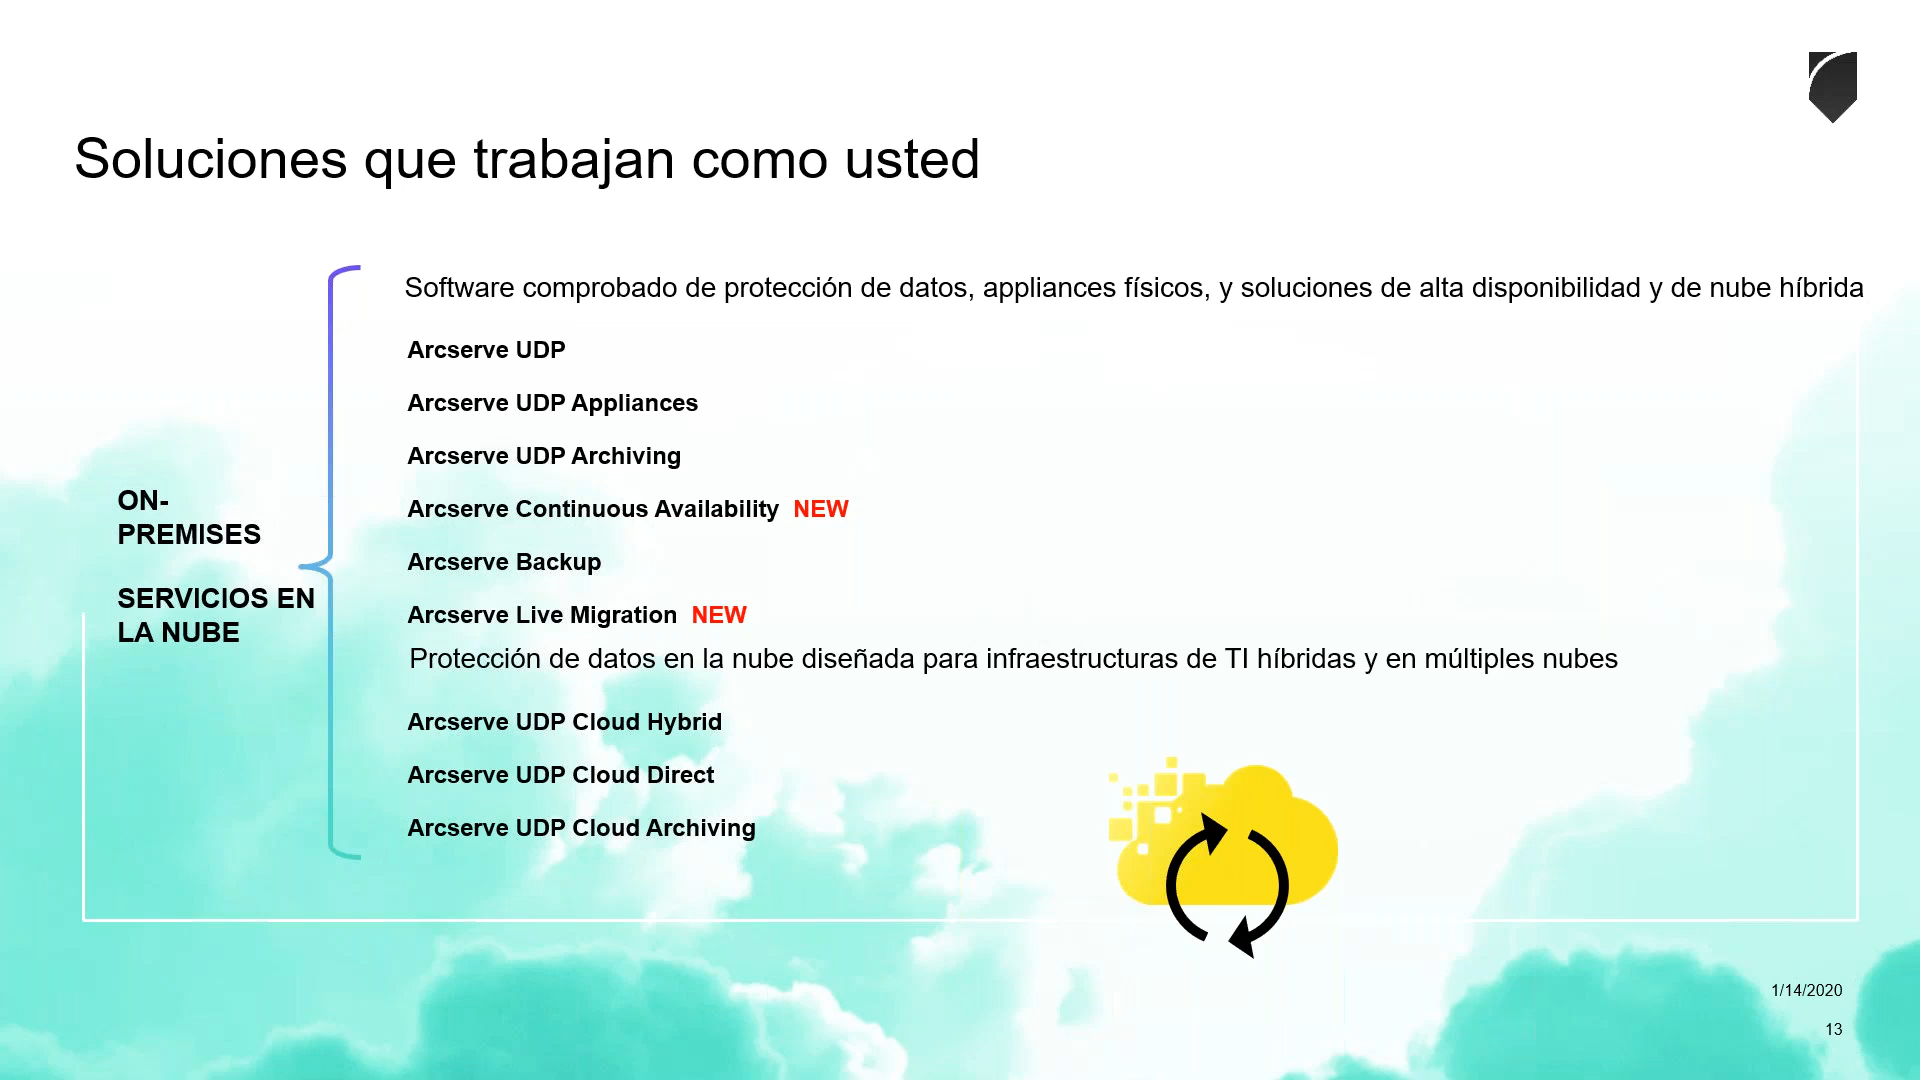 Soluciones que trabajan como usted
ON-
PREMISES
SERVICIOS EN
LA NUBE
Software comprobado de protección de datos, appliances físicos, y soluciones de alta disponibilidad y de nube híbrida
Arcserve UDP
Arcserve UDP Appliances
Arcserve UDP Archiving
Arcserve Continuous Availability NEW
Arcserve Backup
Arcserve Live Migration NEW
Protección de datos en la nube diseñada para infraestructuras de TI híbridas y en múltiples nubes
Arcserve UDP Cloud Hybrid
Arcserve UDP Cloud Direct
Arcserve UDP Cloud Archiving
1/14/2020
13